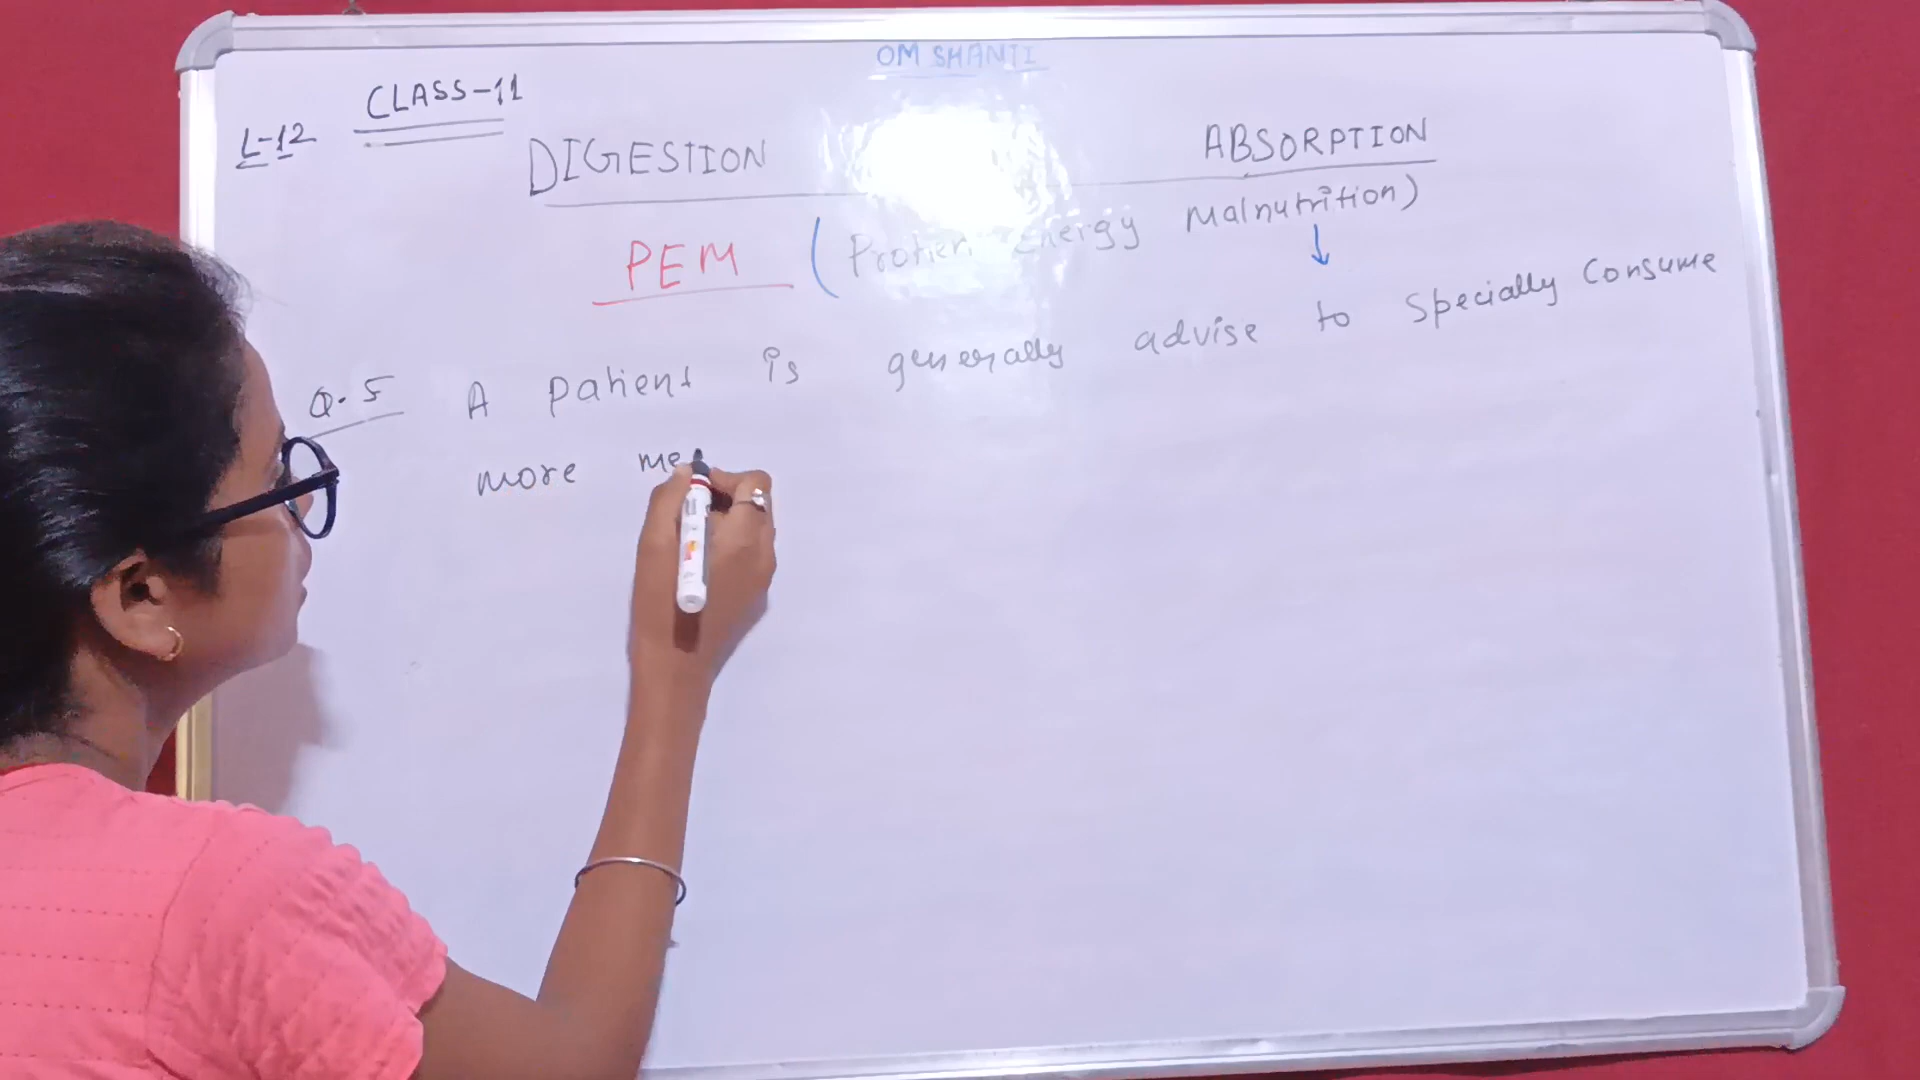 OM SHANTI
CLASS-11
L-12
DIGESTION ABSORPTION
PEM (Protien Energy Malnutrition)
Q.5 A patient is generally advise to Specially Consume
more me